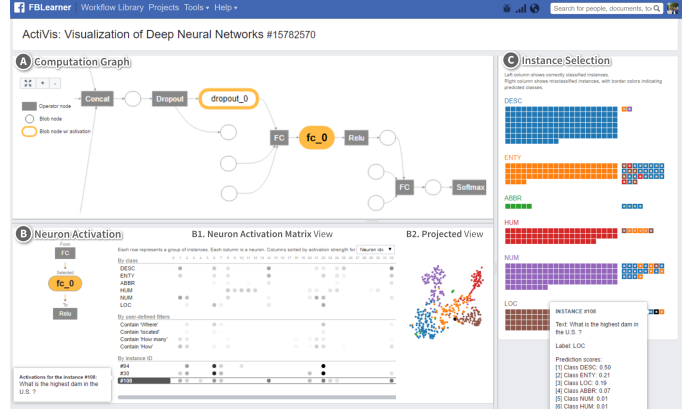 FBLearner Workflow Library Projects Tools Help
Search for people, documents, to
ActiVis: Visualization of Deep Neural Networks #15782570
A Computation Graph
Operator node
Blob node
Blob node w/ activation
Concat
Dropout
dropout_0
FC
fc_0
Relu
FC
Softmax
B Neuron Activation
From
FC
Selected
fc_0
To
Relu
Activations for the instance #108:
What is the highest dam in
the U.S. ?
B1. Neuron Activation Matrix View
Each row represents a group of instances. Each column is a neuron. Columns sorted by activation strength for Neuron idx
By class
DESC
ENTY
ABBR
HUM
NUM
LOC
By user-defined filters
Contain 'Where'
Contain 'located'
Contain 'How many'
Contain 'How'
By instance ID
#94
#30
#108
B2. Projected View
C Instance Selection
Left column shows correctly classified instances.
Right column shows misclassified instances, with border colors indicating
predicted classes.
DESC
ENTY
ABBR
HUM
NUM
LOC
INSTANCE #108
Text: What is the highest dam in
the U.S. ?
Label: LOC
Prediction scores:
[1] Class DESC: 0.50
[2] Class ENTY: 0.21
[3] Class LOC: 0.19
[4] Class ABBR: 0.07
[5] Class NUM: 0.01
[6] Class HUM: 0.01